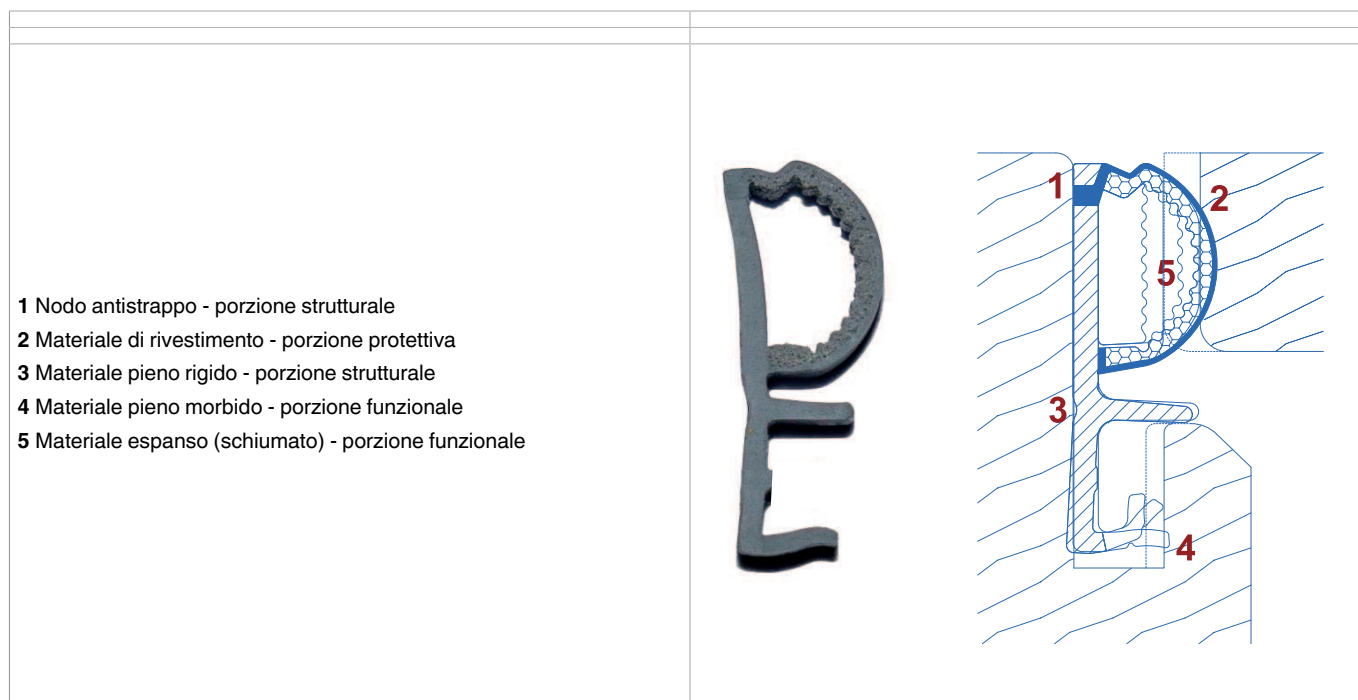 1 Nodo antistrappo - porzione strutturale
2 Materiale di rivestimento - porzione protettiva
3 Materiale pieno rigido - porzione strutturale
4 Materiale pieno morbido - porzione funzionale
5 Materiale espanso (schiumato) - porzione funzionale
1
2
5
3
4